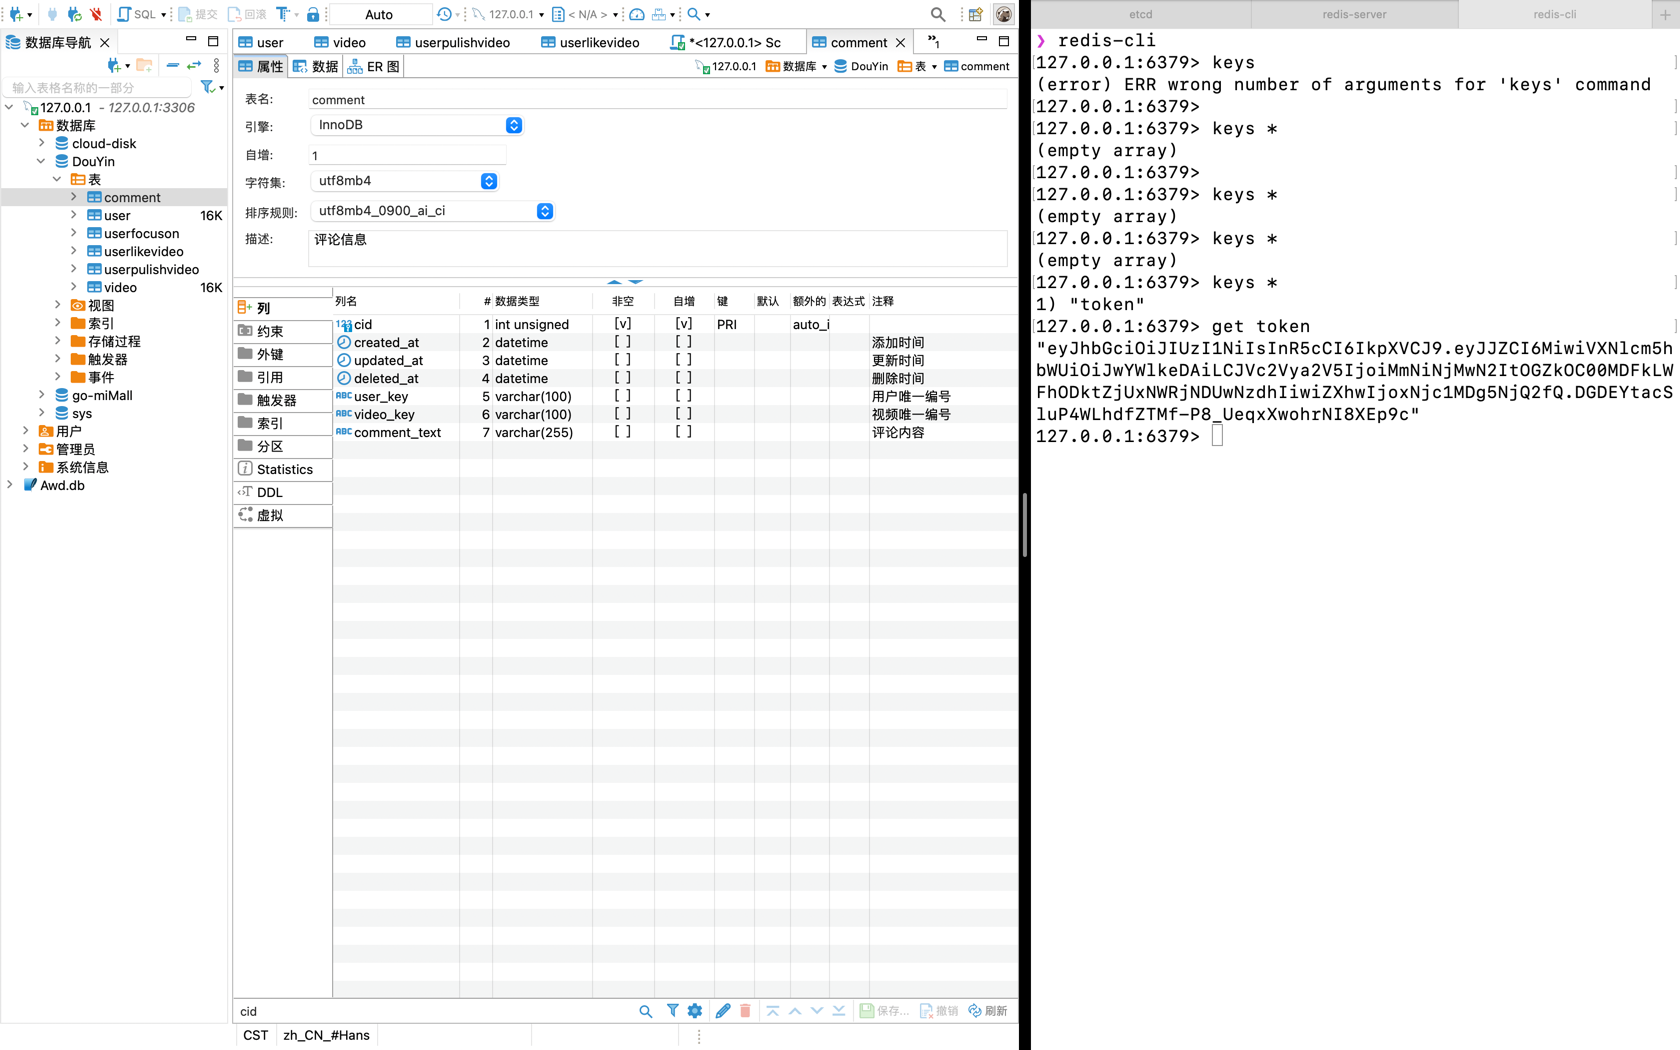 SQL
提交
回滚
Auto
127.0.0.1
< N/A >
数据库导航
输入表格名称的一部分
127.0.0.1 - 127.0.0.1:3306
数据库
cloud-disk
DouYin
表
comment
user 16K
userfocuson
userlikevideo
userpulishvideo
video 16K
视图
索引
存储过程
触发器
事件
go-miMall
sys
用户
管理员
系统信息
Awd.db
user
video
userpulishvideo
userlikevideo
*<127.0.0.1> Sc
comment
»1
属性
数据
ER 图
127.0.0.1
数据库
DouYin
表
comment
表名: comment
引擎: InnoDB
自增: 1
字符集: utf8mb4
排序规则: utf8mb4_0900_ai_ci
描述: 评论信息
列
约束
外键
引用
触发器
索引
分区
Statistics
DDL
虚拟
列名 # 数据类型 非空 自增 键 默认 额外的 表达式 注释
123 cid 1 int unsigned [v] [v] PRI auto_i
created_at 2 datetime [ ] [ ] 添加时间
updated_at 3 datetime [ ] [ ] 更新时间
deleted_at 4 datetime [ ] [ ] 删除时间
ABC user_key 5 varchar(100) [ ] [ ] 用户唯一编号
ABC video_key 6 varchar(100) [ ] [ ] 视频唯一编号
ABC comment_text 7 varchar(255) [ ] [ ] 评论内容
cid
保存...
撤销
刷新
CST
zh_CN_#Hans
etcd
redis-server
redis-cli
❯ redis-cli
127.0.0.1:6379> keys
(error) ERR wrong number of arguments for 'keys' command
127.0.0.1:6379>
127.0.0.1:6379> keys *
(empty array)
127.0.0.1:6379>
127.0.0.1:6379> keys *
(empty array)
127.0.0.1:6379> keys *
(empty array)
127.0.0.1:6379> keys *
1) "token"
127.0.0.1:6379> get token
"eyJhbGciOiJIUzI1NiIsInR5cCI6IkpXVCJ9.eyJJZCI6MiwiVXNlcm5h
bWUiOiJwYWlkeDAiLCJVc2Vya2V5IjoiMmNiNjMwN2ItOGZkOC00MDFkLW
FhODktZjUxNWRjNDUwNzdhIiwiZXhwIjoxNjc1MDg5NjQ2fQ.DGDEYtacS
luP4WLhdfZTMf-P8_UeqxXwohrNI8XEp9c"
127.0.0.1:6379>